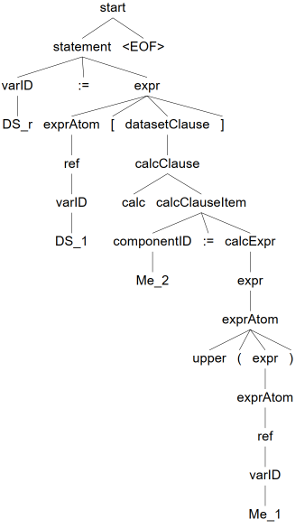 start
statement <EOF>
varID := expr
DS_r exprAtom [ datasetClause ]
ref calcClause
varID calc calcClauseItem
DS_1 componentID := calcExpr
Me_2 expr
exprAtom
upper ( expr )
exprAtom
ref
varID
Me_1